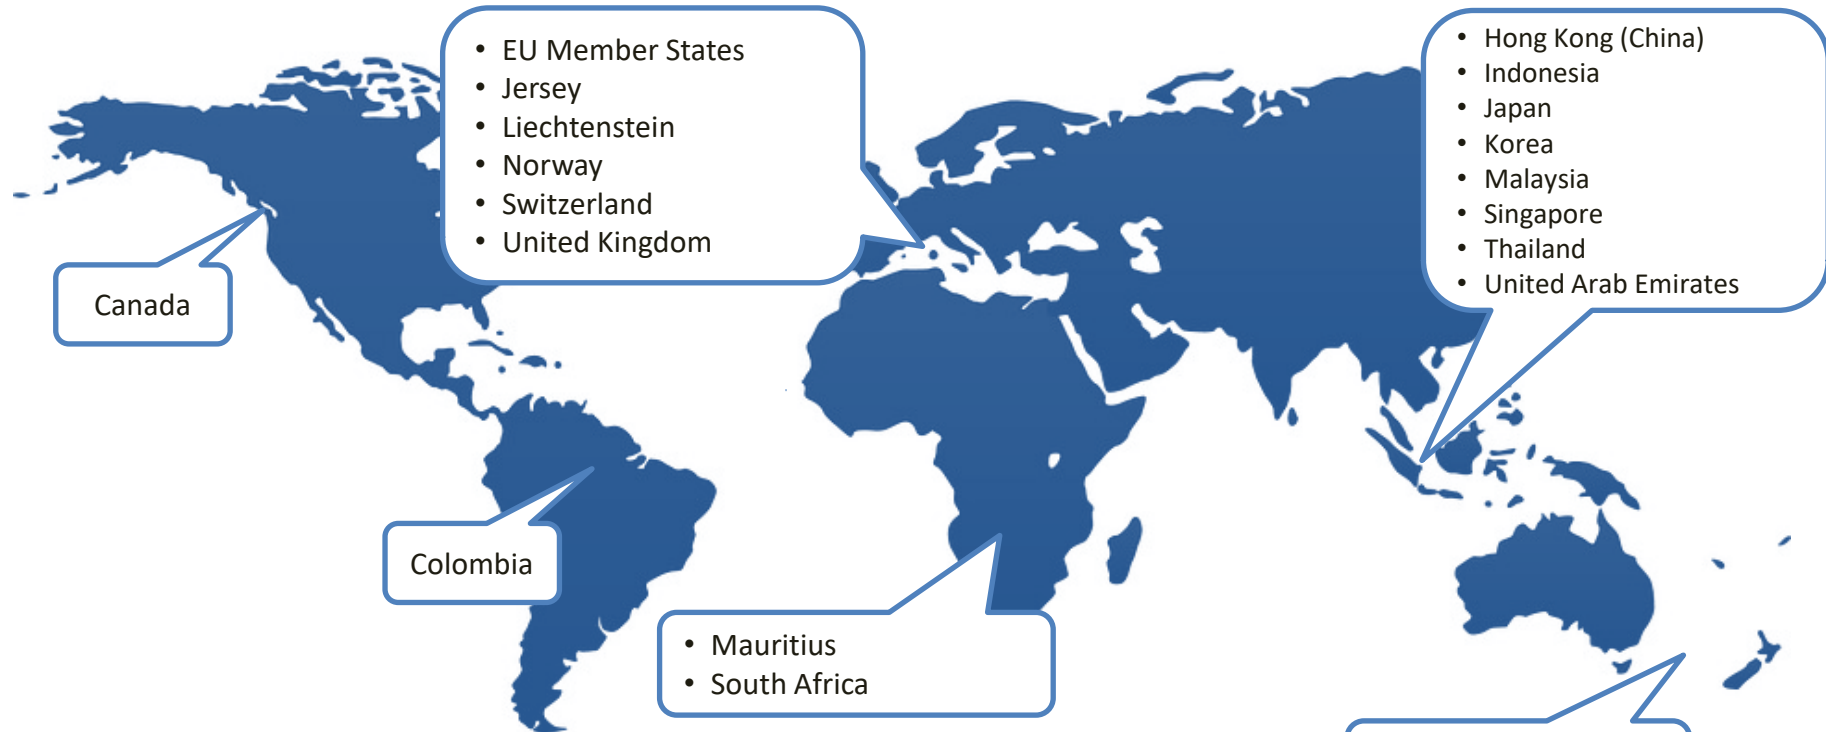 • EU Member States
• Jersey
• Liechtenstein
• Norway
• Switzerland
• United Kingdom
• Hong Kong (China)
• Indonesia
• Japan
• Korea
• Malaysia
• Singapore
• Thailand
• United Arab Emirates
Canada
Colombia
• Mauritius
• South Africa